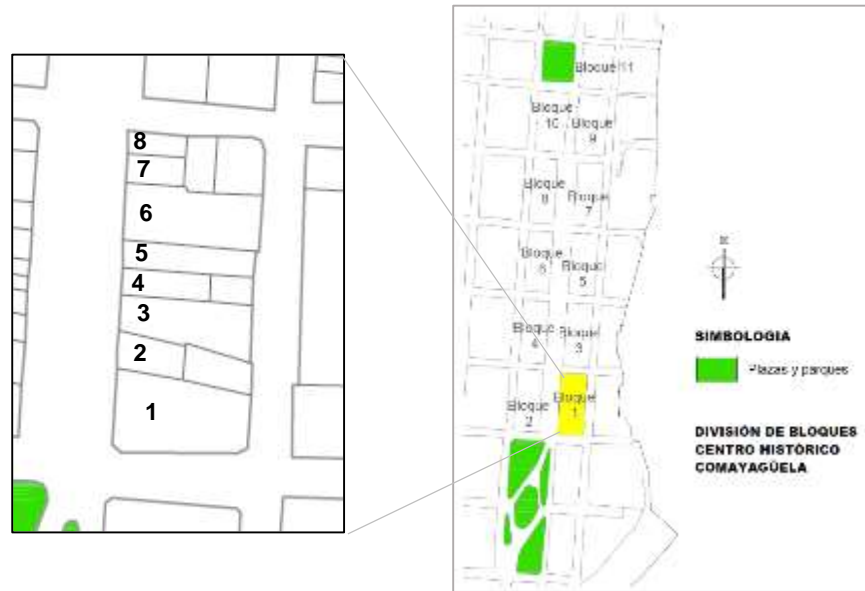 8
7
6
5
4
3
2
1
Bloque 11
Bloque
10
Bloque
9
Bloque
8
Bloque
7
Bloque
6
Bloque
5
Bloque
4
Bloque
3
Bloque
2
Bloque
1
N
SIMBOLOGIA
Plazas y parques
DIVISIÓN DE BLOQUES
CENTRO HISTÓRICO
COMAYAGÜELA